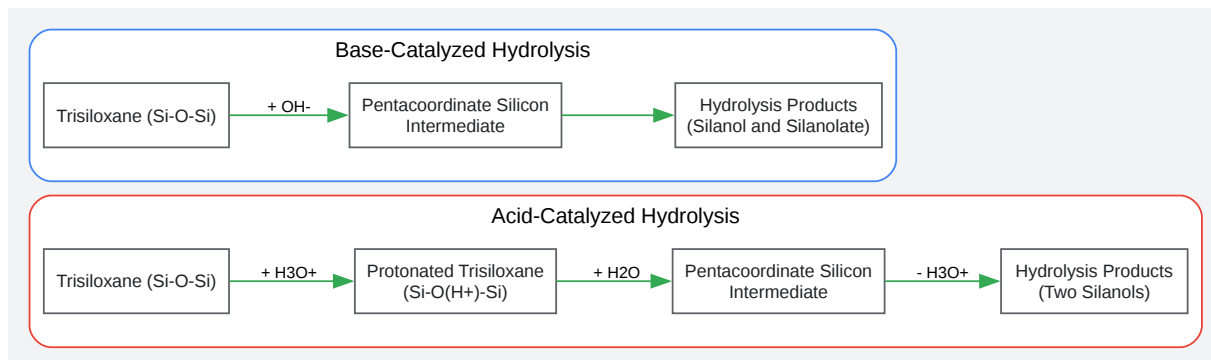 Base-Catalyzed Hydrolysis
Trisiloxane (Si-O-Si)
+ OH-
Pentacoordinate Silicon
Intermediate
Hydrolysis Products
(Silanol and Silanolate)
Acid-Catalyzed Hydrolysis
Trisiloxane (Si-O-Si)
+ H3O+
Protonated Trisiloxane
(Si-O(H+)-Si)
+ H2O
Pentacoordinate Silicon
Intermediate
- H3O+
Hydrolysis Products
(Two Silanols)